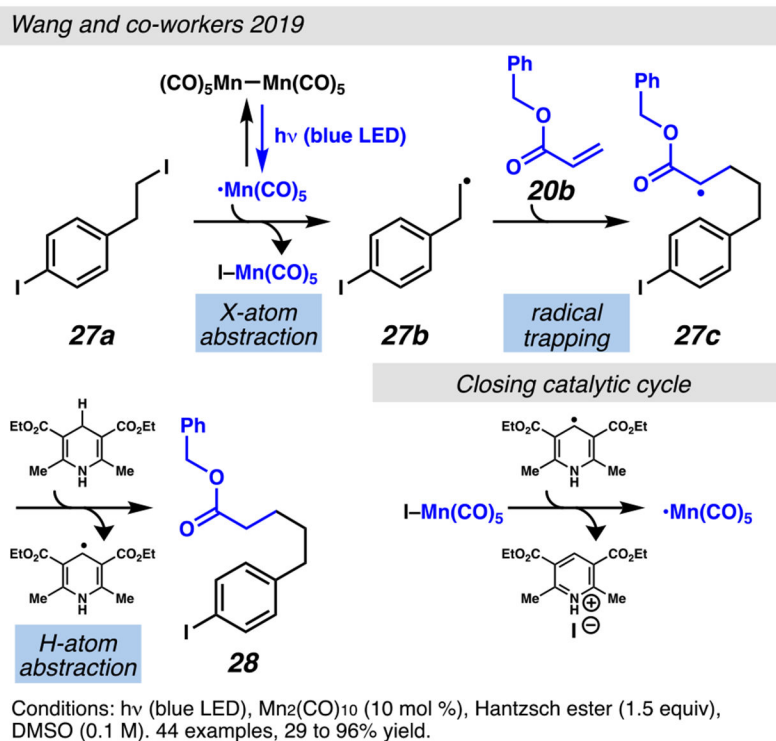 Wang and co-workers 2019
(CO)5Mn–Mn(CO)5
hν (blue LED)
·Mn(CO)5
I–Mn(CO)5
X-atom
abstraction
I
I
27a
I
27b
Ph
O
O
20b
radical
trapping
Ph
O
O
I
27c
Closing catalytic cycle
H
EtO2C
CO2Et
Me
N
H
Me
EtO2C
CO2Et
Me
N
H
Me
H-atom
abstraction
Ph
O
O
I
28
EtO2C
CO2Et
Me
N
H
Me
I–Mn(CO)5
·Mn(CO)5
EtO2C
CO2Et
Me
NH
⊕
Me
I ⊖
Conditions: hν (blue LED), Mn2(CO)10 (10 mol %), Hantzsch ester (1.5 equiv),
DMSO (0.1 M). 44 examples, 29 to 96% yield.